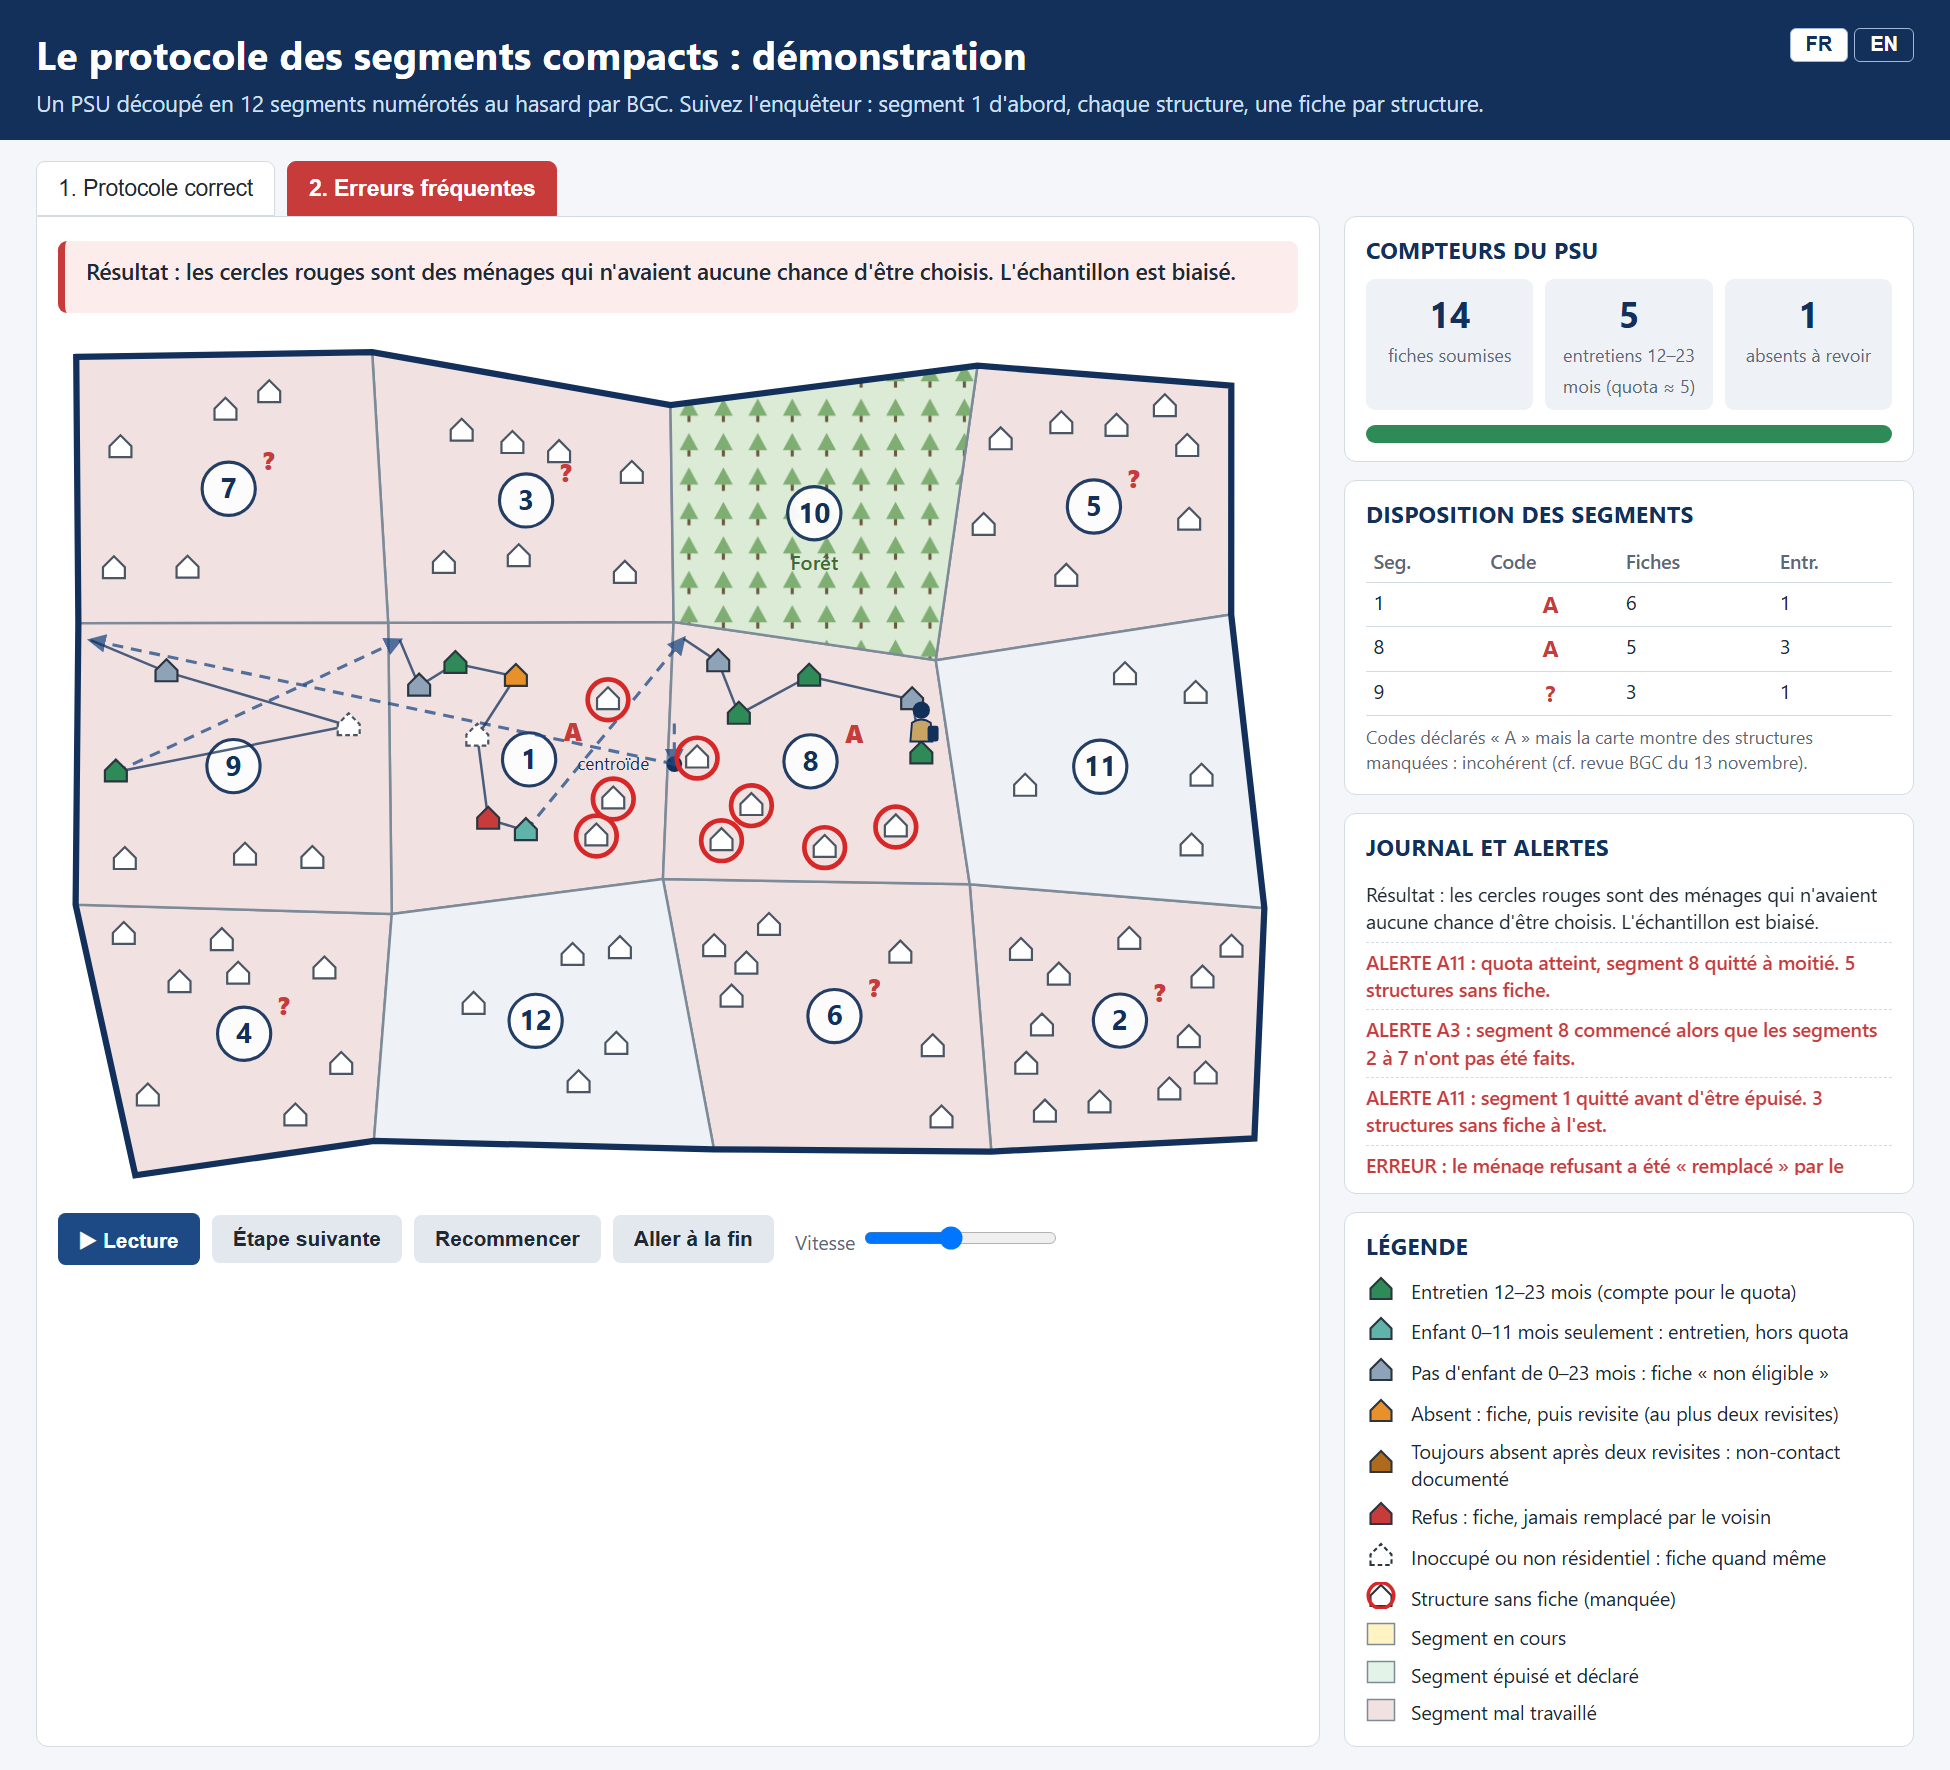 Le protocole des segments compacts : démonstration
FR
EN
Un PSU découpé en 12 segments numérotés au hasard par BGC. Suivez l'enquêteur : segment 1 d'abord, chaque structure, une fiche par structure.
1. Protocole correct
2. Erreurs fréquentes
Résultat : les cercles rouges sont des ménages qui n'avaient aucune chance d'être choisis. L'échantillon est biaisé.
7
?
3
?
10
Forêt
5
?
9
1
A
centroïde
8
A
11
4
?
12
6
?
2
?
▶ Lecture
Étape suivante
Recommencer
Aller à la fin
Vitesse
COMPTEURS DU PSU
14
fiches soumises
5
entretiens 12–23
mois (quota ≈ 5)
1
absents à revoir
DISPOSITION DES SEGMENTS
Seg. Code Fiches Entr.
1 A 6 1
8 A 5 3
9 ? 3 1
Codes déclarés « A » mais la carte montre des structures
manquées : incohérent (cf. revue BGC du 13 novembre).
JOURNAL ET ALERTES
Résultat : les cercles rouges sont des ménages qui n'avaient
aucune chance d'être choisis. L'échantillon est biaisé.
ALERTE A11 : quota atteint, segment 8 quitté à moitié. 5
structures sans fiche.
ALERTE A3 : segment 8 commencé alors que les segments
2 à 7 n'ont pas été faits.
ALERTE A11 : segment 1 quitté avant d'être épuisé. 3
structures sans fiche à l'est.
ERREUR : le ménage refusant a été « remplacé » par le
LÉGENDE
Entretien 12–23 mois (compte pour le quota)
Enfant 0–11 mois seulement : entretien, hors quota
Pas d'enfant de 0–23 mois : fiche « non éligible »
Absent : fiche, puis revisite (au plus deux revisites)
Toujours absent après deux revisites : non-contact
documenté
Refus : fiche, jamais remplacé par le voisin
Inoccupé ou non résidentiel : fiche quand même
Structure sans fiche (manquée)
Segment en cours
Segment épuisé et déclaré
Segment mal travaillé